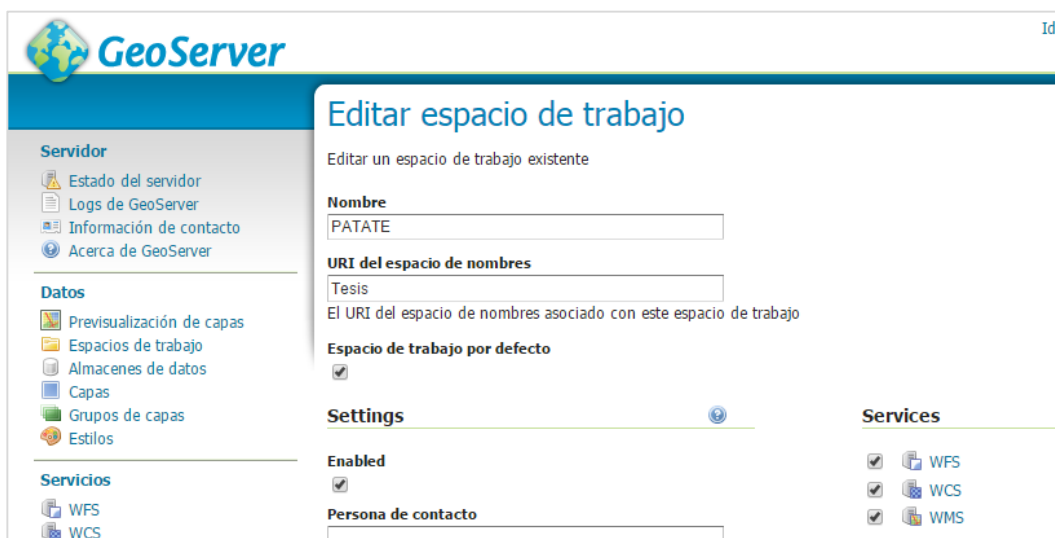 GeoServer
Id
Editar espacio de trabajo
Editar un espacio de trabajo existente
Nombre
PATATE
URI del espacio de nombres
Tesis
El URI del espacio de nombres asociado con este espacio de trabajo
Espacio de trabajo por defecto
Settings
Enabled
Persona de contacto
Services
WFS
WCS
WMS
Servidor
Estado del servidor
Logs de GeoServer
Información de contacto
Acerca de GeoServer
Datos
Previsualización de capas
Espacios de trabajo
Almacenes de datos
Capas
Grupos de capas
Estilos
Servicios
WFS
WCS